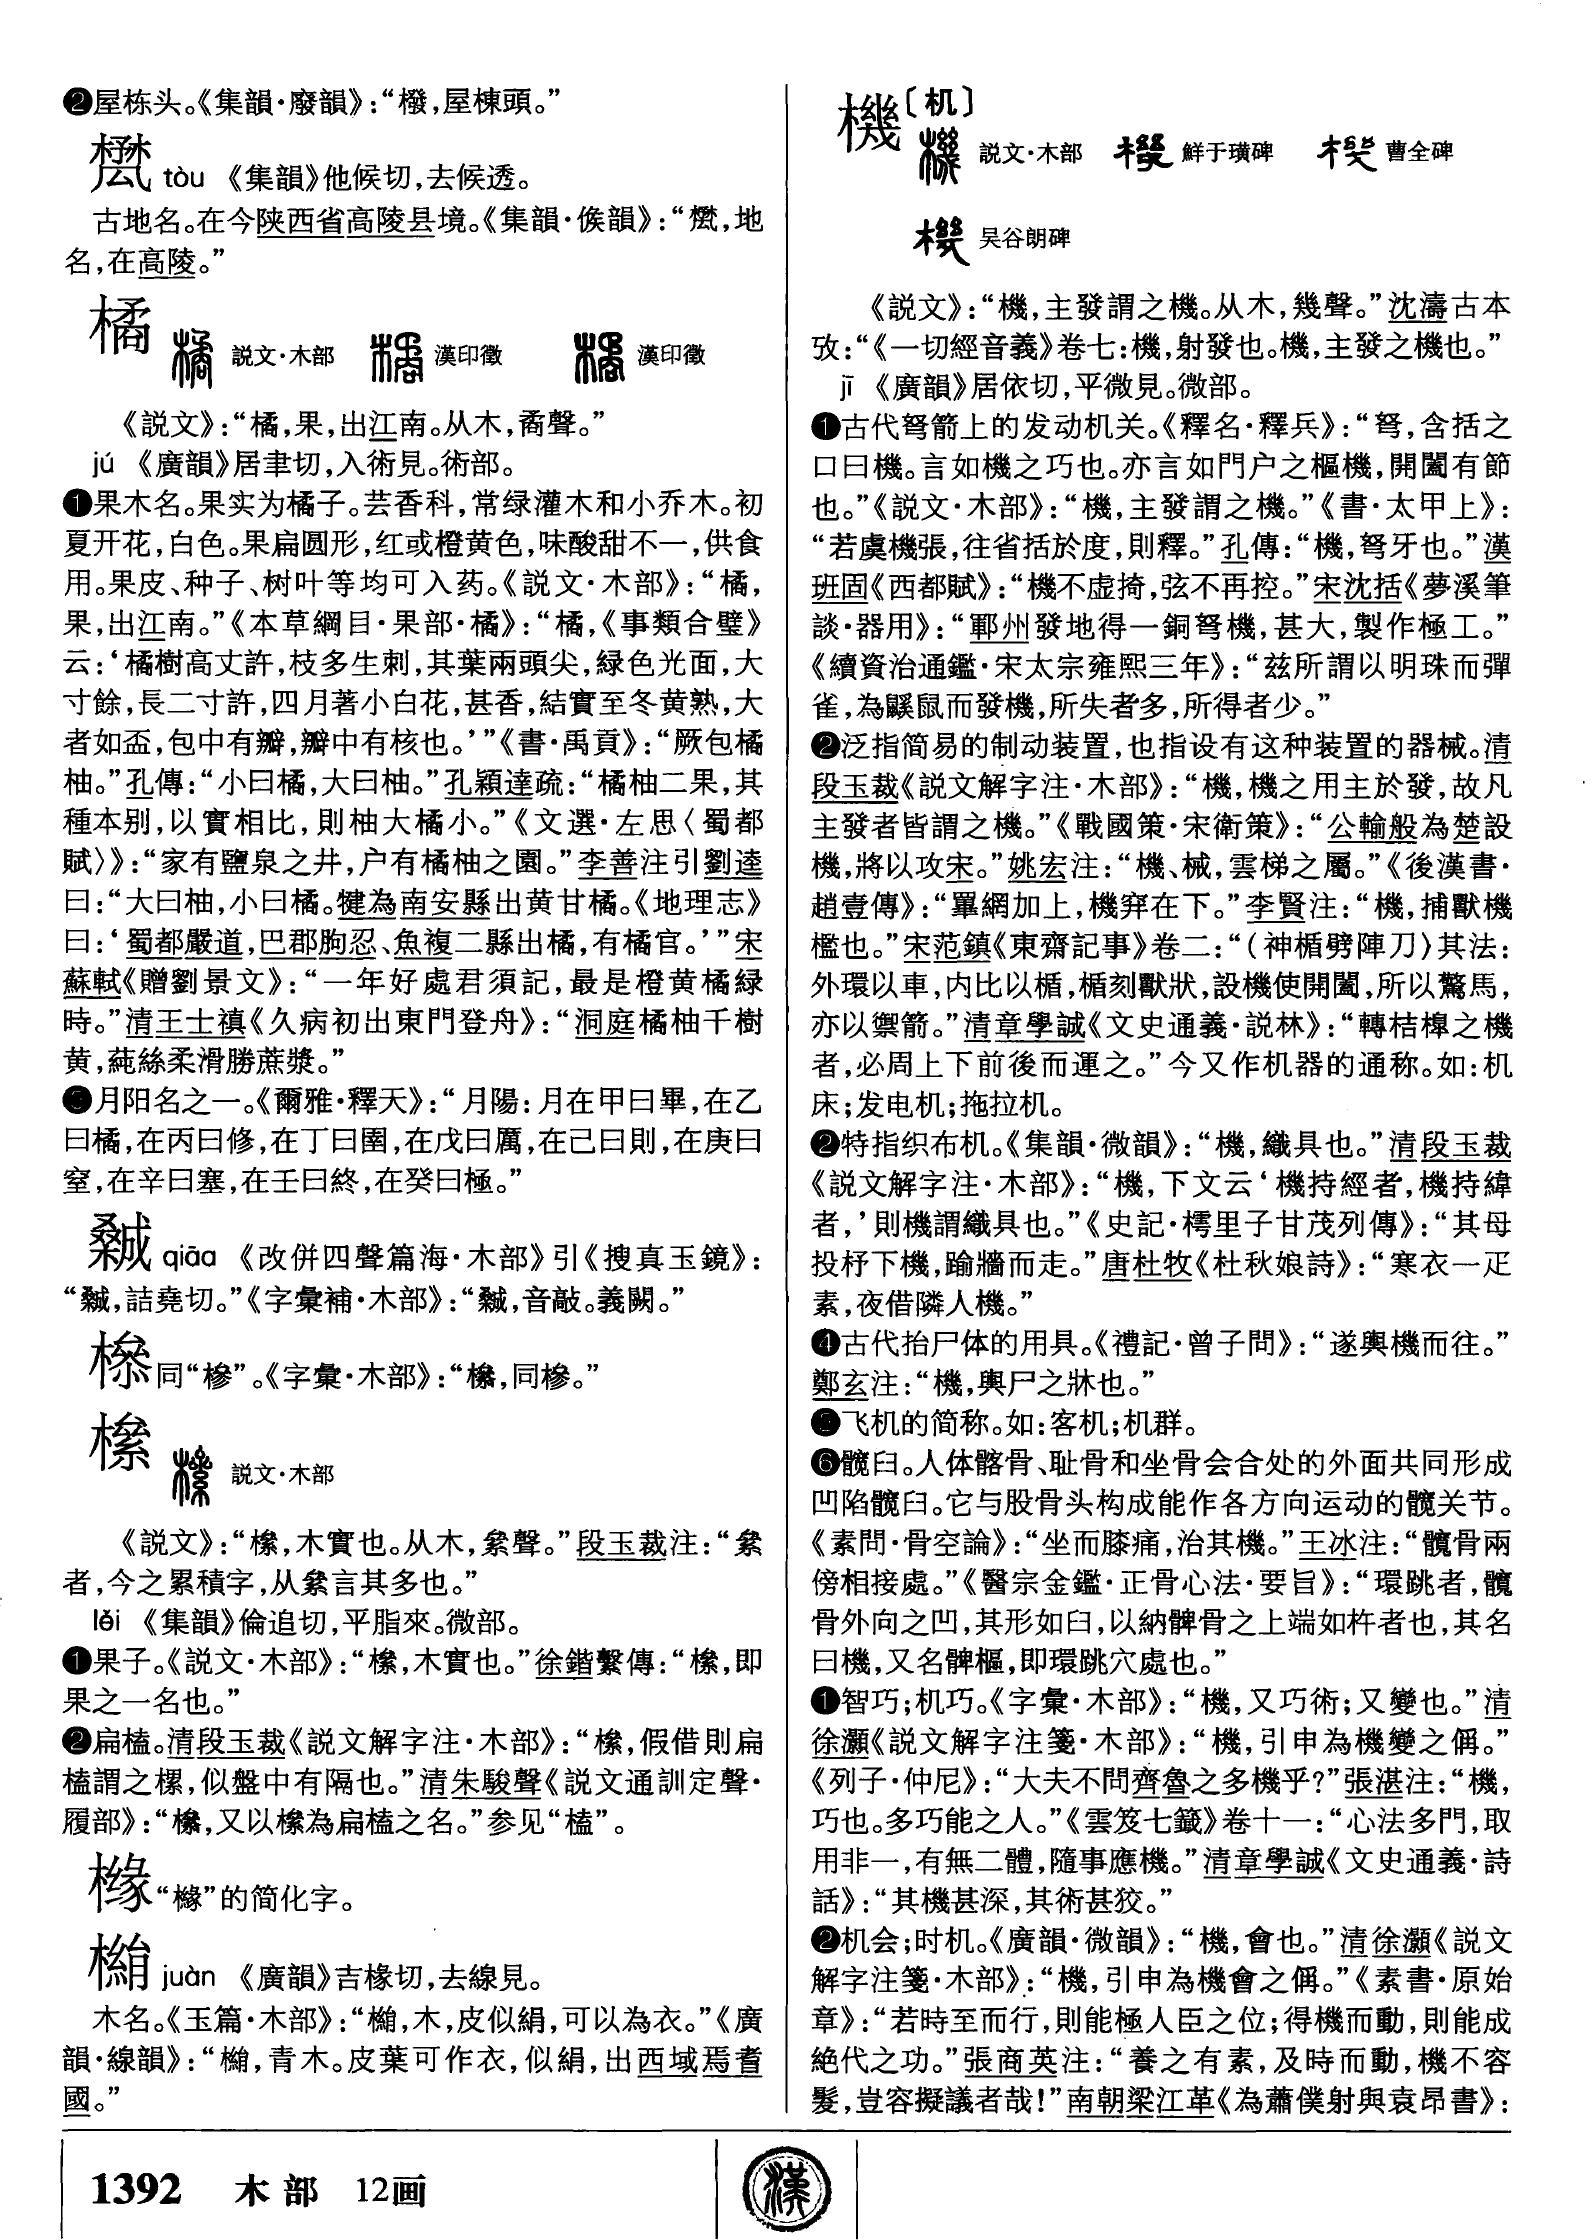 ❷屋栋头。《集韻·廢韻》：“橃，屋棟頭。”
tòu 《集韻》他候切，去候透。
古地名。在今陕西省高陵县境。《集韻·候韻》：“，地
名，在高陵。”
橘 説文·木部 漢印徵 漢印徵
《説文》：“橘，果，出江南。从木，矞聲。”
jú 《廣韻》居聿切，入術見。術部。
❶果木名。果实为橘子。芸香科，常绿灌木和小乔木。初
夏开花，白色。果扁圆形，红或橙黄色，味酸甜不一，供食
用。果皮、种子、树叶等均可入药。《説文·木部》：“橘，
果，出江南。”《本草綱目·果部·橘》：“橘，《事類合璧》
云：‘橘樹高丈許，枝多生刺，其葉兩頭尖，緑色光面，大
寸餘，長二寸許，四月著小白花，甚香，結實至冬黄熟，大
者如盃，包中有瓣，瓣中有核也。’”《書·禹貢》：“厥包橘
柚。”孔傳：“小曰橘，大曰柚。”孔穎達疏：“橘柚二果，其
種本别，以實相比，則柚大橘小。”《文選·左思〈蜀都
賦〉》：“家有鹽泉之井，户有橘柚之園。”李善注引劉逵
曰：“大曰柚，小曰橘。犍為南安縣出黄甘橘。《地理志》
曰：‘蜀都嚴道，巴郡朐忍、魚複二縣出橘，有橘官。’”宋
蘇軾《贈劉景文》：“一年好處君須記，最是橙黄橘緑
時。”清王士禛《久病初出東門登舟》：“洞庭橘柚千樹
黄，蒓絲柔滑勝蔗漿。”
❸月阳名之一。《爾雅·釋天》：“月陽：月在甲曰畢，在乙
曰橘，在丙曰修，在丁曰圉，在戊曰厲，在己曰則，在庚曰
窒，在辛曰塞，在壬曰終，在癸曰極。”
qiāo 《改併四聲篇海·木部》引《搜真玉鏡》：
“，詰堯切。”《字彙補·木部》：“，音敲。義闕。”
同“槮”。《字彙·木部》：“，同槮。”
樏 説文·木部
《説文》：“，木實也。从木，絫聲。”段玉裁注：“絫
者，今之累積字，从絫言其多也。”
lěi 《集韻》倫追切，平脂來。微部。
❶果子。《説文·木部》：“，木實也。”徐鍇繫傳：“，即
果之一名也。”
❷扁榼。清段玉裁《説文解字注·木部》：“，假借則扁
榼謂之樏，似盤中有隔也。”清朱駿聲《説文通訓定聲·
履部》：“，又以為扁榼之名。”参见“榼”。
橼“櫞”的简化字。
juàn 《廣韻》吉椽切，去線見。
木名。《玉篇·木部》：“，木，皮似絹，可以為衣。”《廣
韻·線韻》：“，青木。皮葉可作衣，似絹，出西域焉耆
國。”
機〔机〕
説文·木部 鮮于璜碑 曹全碑
吴谷朗碑
《説文》：“機，主發謂之機。从木，幾聲。”沈濤古本
攷：“《一切經音義》卷七：機，射發也。機，主發之機也。”
jī 《廣韻》居依切，平微見。微部。
❶古代弩箭上的发动机关。《釋名·釋兵》：“弩，含括之
口曰機。言如機之巧也。亦言如門户之樞機，開闔有節
也。”《説文·木部》：“機，主發謂之機。”《書·太甲上》：
“若虞機張，往省括於度，則釋。”孔傳：“機，弩牙也。”漢
班固《西都賦》：“機不虚掎，弦不再控。”宋沈括《夢溪筆
談·器用》：“鄆州發地得一銅弩機，甚大，製作極工。”
《續資治通鑑·宋太宗雍熙三年》：“兹所謂以明珠而彈
雀，為鼷鼠而發機，所失者多，所得者少。”
❷泛指简易的制动装置，也指设有这种装置的器械。清
段玉裁《説文解字注·木部》：“機，機之用主於發，故凡
主發者皆謂之機。”《戰國策·宋衛策》：“公輸般為楚設
機，將以攻宋。”姚宏注：“機、械，雲梯之屬。”《後漢書·
趙壹傳》：“罼網加上，機穽在下。”李賢注：“機，捕獸機
檻也。”宋范鎮《東齋記事》卷二：“（神楯劈陣刀）其法：
外環以車，内比以楯，楯刻獸狀，設機使開闔，所以驚馬，
亦以禦箭。”清章學誠《文史通義·説林》：“轉桔槔之機
者，必周上下前後而運之。”今又作机器的通称。如：机
床；发电机；拖拉机。
❷特指织布机。《集韻·微韻》：“機，織具也。”清段玉裁
《説文解字注·木部》：“機，下文云‘機持經者，機持緯
者，’則機謂織具也。”《史記·樗里子甘茂列傳》：“其母
投杼下機，踰牆而走。”唐杜牧《杜秋娘詩》：“寒衣一疋
素，夜借隣人機。”
❹古代抬尸体的用具。《禮記·曾子問》：“遂輿機而往。”
鄭玄注：“機，輿尸之牀也。”
❺飞机的简称。如：客机；机群。
❻髖臼。人体髂骨、耻骨和坐骨会合处的外面共同形成
凹陷髖臼。它与股骨头构成能作各方向运动的髖关节。
《素問·骨空論》：“坐而膝痛，治其機。”王冰注：“髖骨兩
傍相接處。”《醫宗金鑑·正骨心法·要旨》：“環跳者，髖
骨外向之凹，其形如臼，以納髀骨之上端如杵者也，其名
曰機，又名髀樞，即環跳穴處也。”
❶智巧；机巧。《字彙·木部》：“機，又巧術；又變也。”清
徐灝《説文解字注箋·木部》：“機，引申為機變之偁。”
《列子·仲尼》：“大夫不問齊魯之多機乎？”張湛注：“機，
巧也。多巧能之人。”《雲笈七籤》卷十一：“心法多門，取
用非一，有無二體，隨事應機。”清章學誠《文史通義·詩
話》：“其機甚深，其術甚狡。”
❷机会；时机。《廣韻·微韻》：“機，會也。”清徐灝《説文
解字注箋·木部》：“機，引申為機會之偁。”《素書·原始
章》：“若時至而行，則能極人臣之位；得機而動，則能成
絶代之功。”張商英注：“養之有素，及時而動，機不容
髮，豈容擬議者哉！”南朝梁江革《為蕭僕射與袁昂書》：
1392 木部 12画
漢